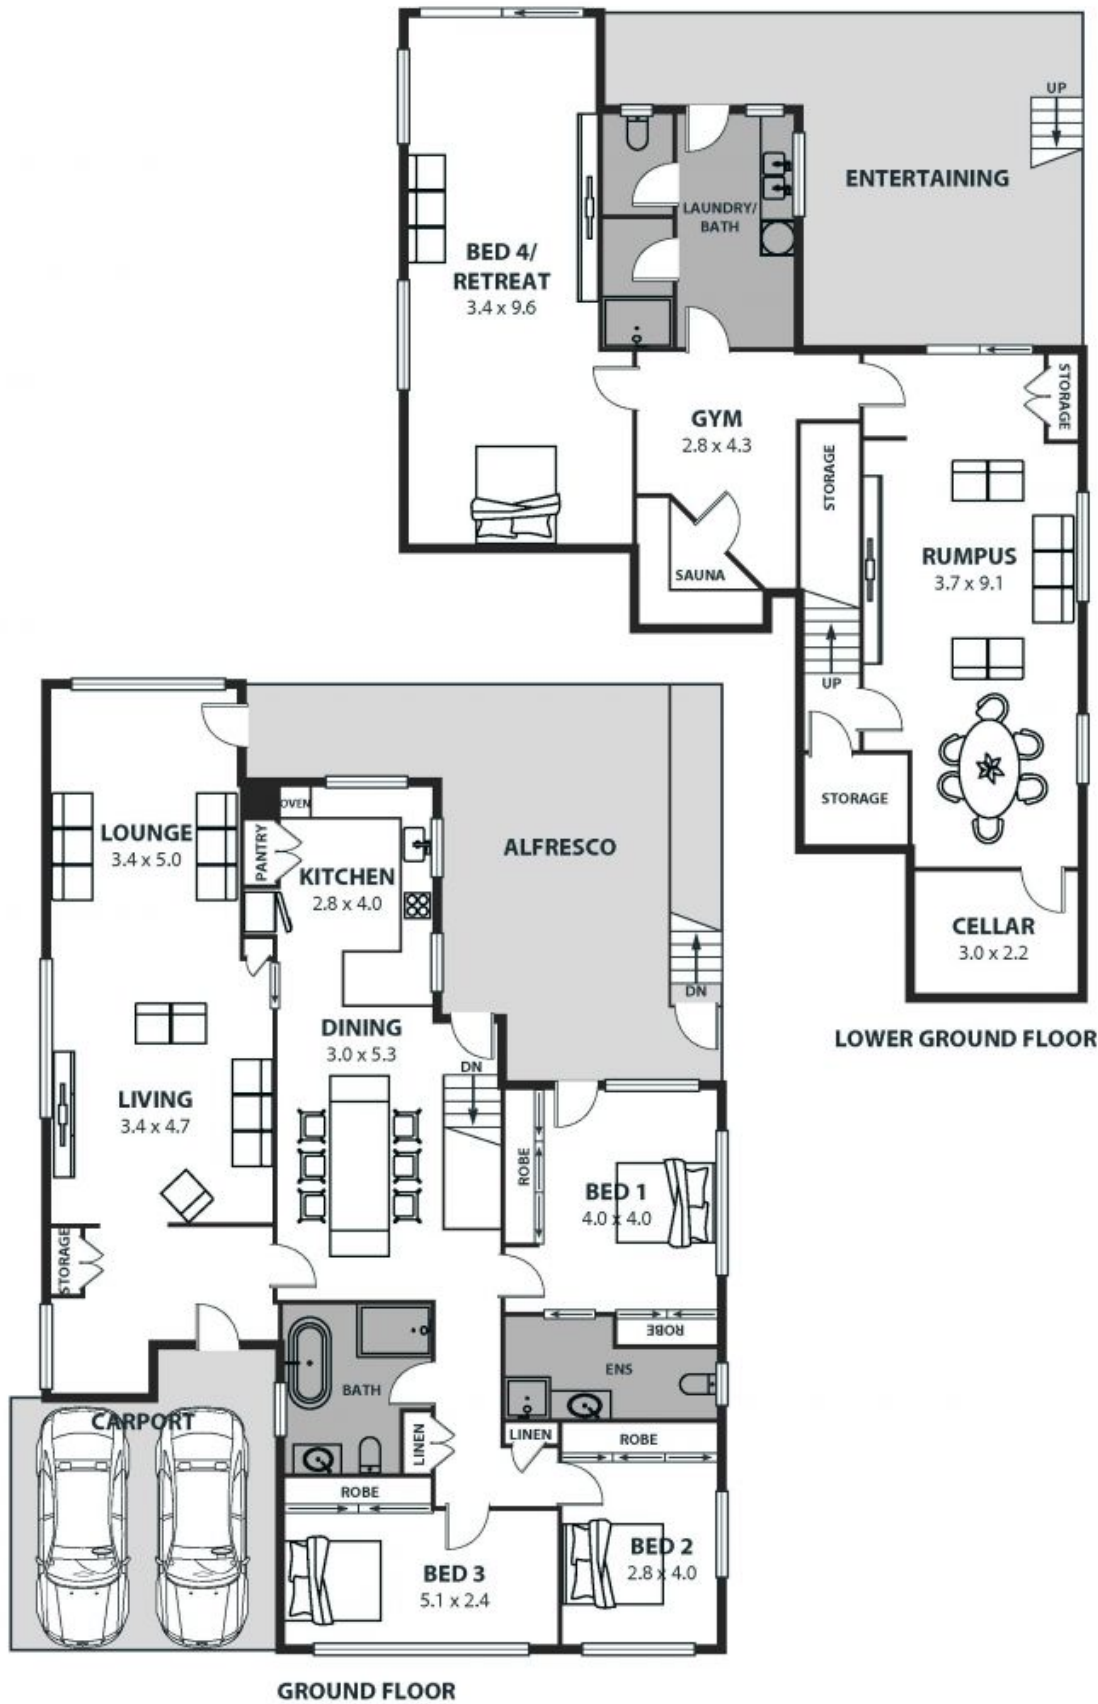 UP
ENTERTAINING
LAUNDRY/
BATH
BED 4/
RETREAT
3.4 x 9.6
STORAGE
GYM
2.8 x 4.3
STORAGE
RUMPUS
3.7 x 9.1
SAUNA
UP
STORAGE
CELLAR
3.0 x 2.2
LOWER GROUND FLOOR
OVEN
LOUNGE
3.4 x 5.0
PANTRY
KITCHEN
2.8 x 4.0
ALFRESCO
DN
DINING
3.0 x 5.3
DN
LIVING
3.4 x 4.7
ROBE
BED 1
4.0 x 4.0
STORAGE
ROBE
ENS
BATH
CARPORT
LINEN
LINEN
ROBE
ROBE
BED 2
2.8 x 4.0
BED 3
5.1 x 2.4
GROUND FLOOR